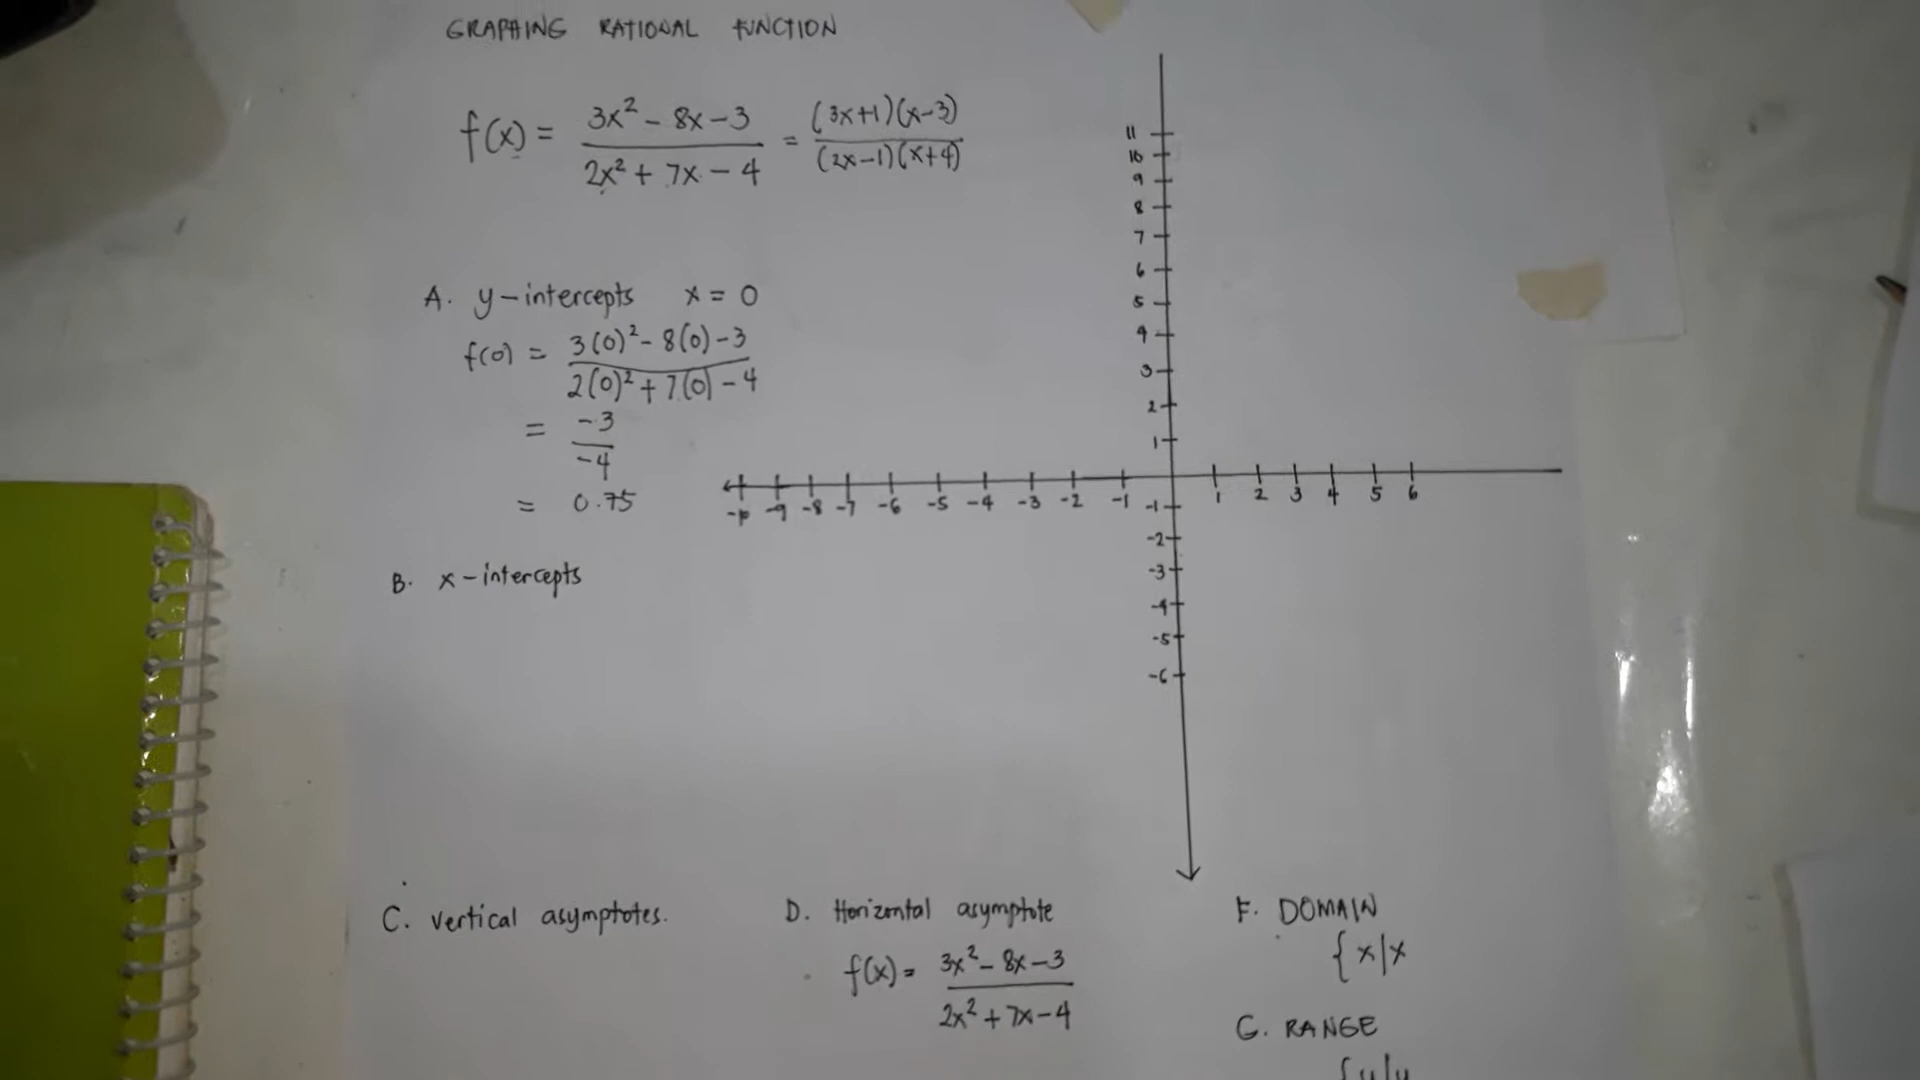 GRAPHING RATIONAL FUNCTION
f(x) = (3x² - 8x - 3)/(2x² + 7x - 4) = ((3x+1)(x-3))/((2x-1)(x+4))
A. y-intercepts x = 0
f(0) = (3(0)² - 8(0) - 3)/(2(0)² + 7(0) - 4)
= -3/-4
= 0.75
B. x-intercepts
11
10
9
8
7
6
5
4
3
2
1
-10 -9 -8 -7 -6 -5 -4 -3 -2 -1 1 2 3 4 5 6
-1
-2
-3
-4
-5
-6
C. vertical asymptotes.
D. Horizontal asymptote
f(x) = (3x² - 8x - 3)/(2x² + 7x - 4)
F. DOMAIN
{x|x
G. RANGE
{y|y